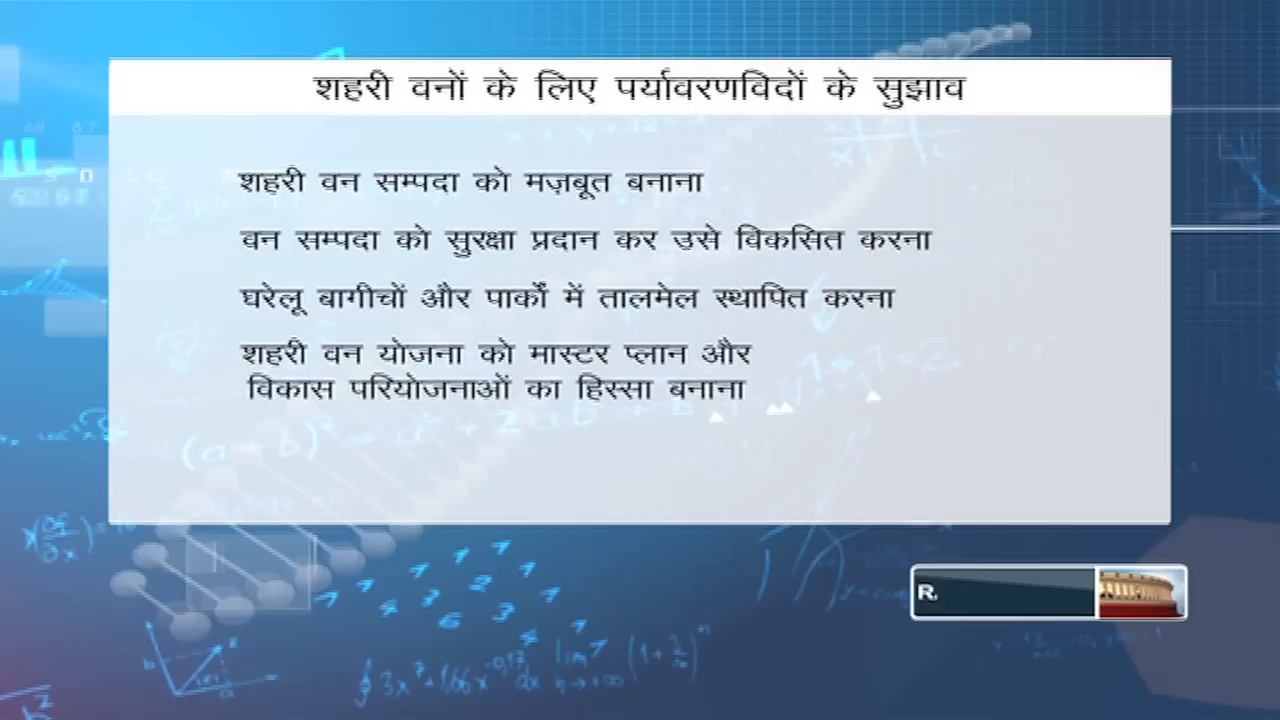 शहरी वनों के लिए पर्यावरणविदों के सुझाव
शहरी वन सम्पदा को मज़बूत बनाना
वन सम्पदा को सुरक्षा प्रदान कर उसे विकसित करना
घरेलू बागीचों और पार्कों में तालमेल स्थापित करना
शहरी वन योजना को मास्टर प्लान और
विकास परियोजनाओं का हिस्सा बनाना
R.